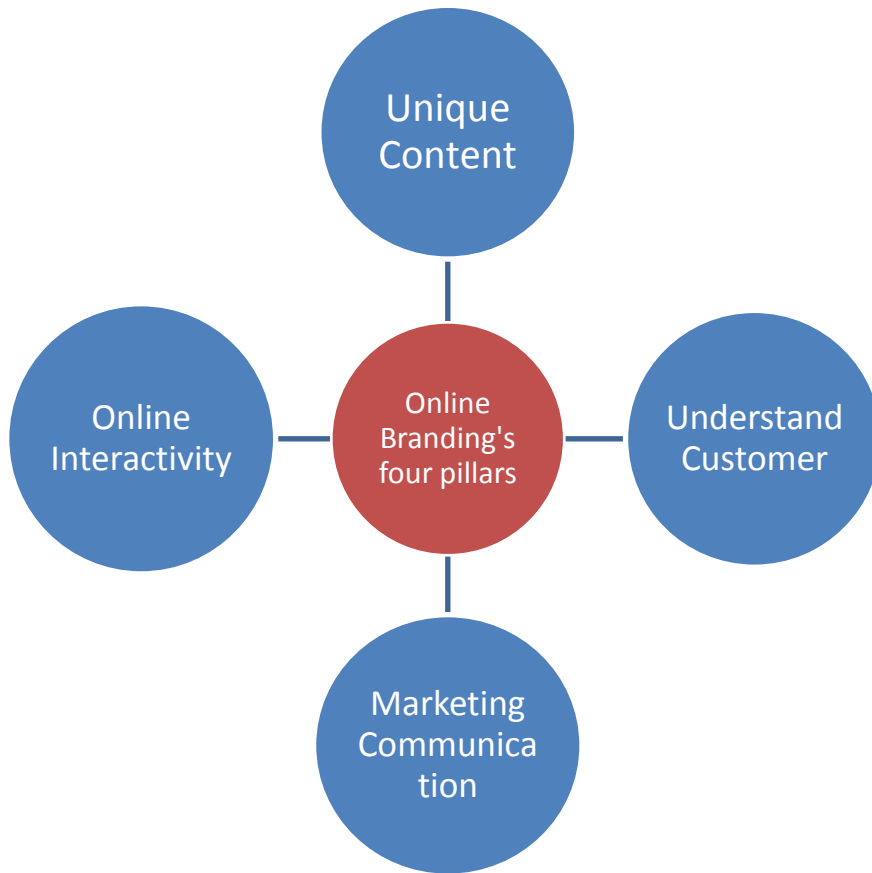 Unique
Content
Online
Interactivity
Online
Branding's
four pillars
Understand
Customer
Marketing
Communica
tion